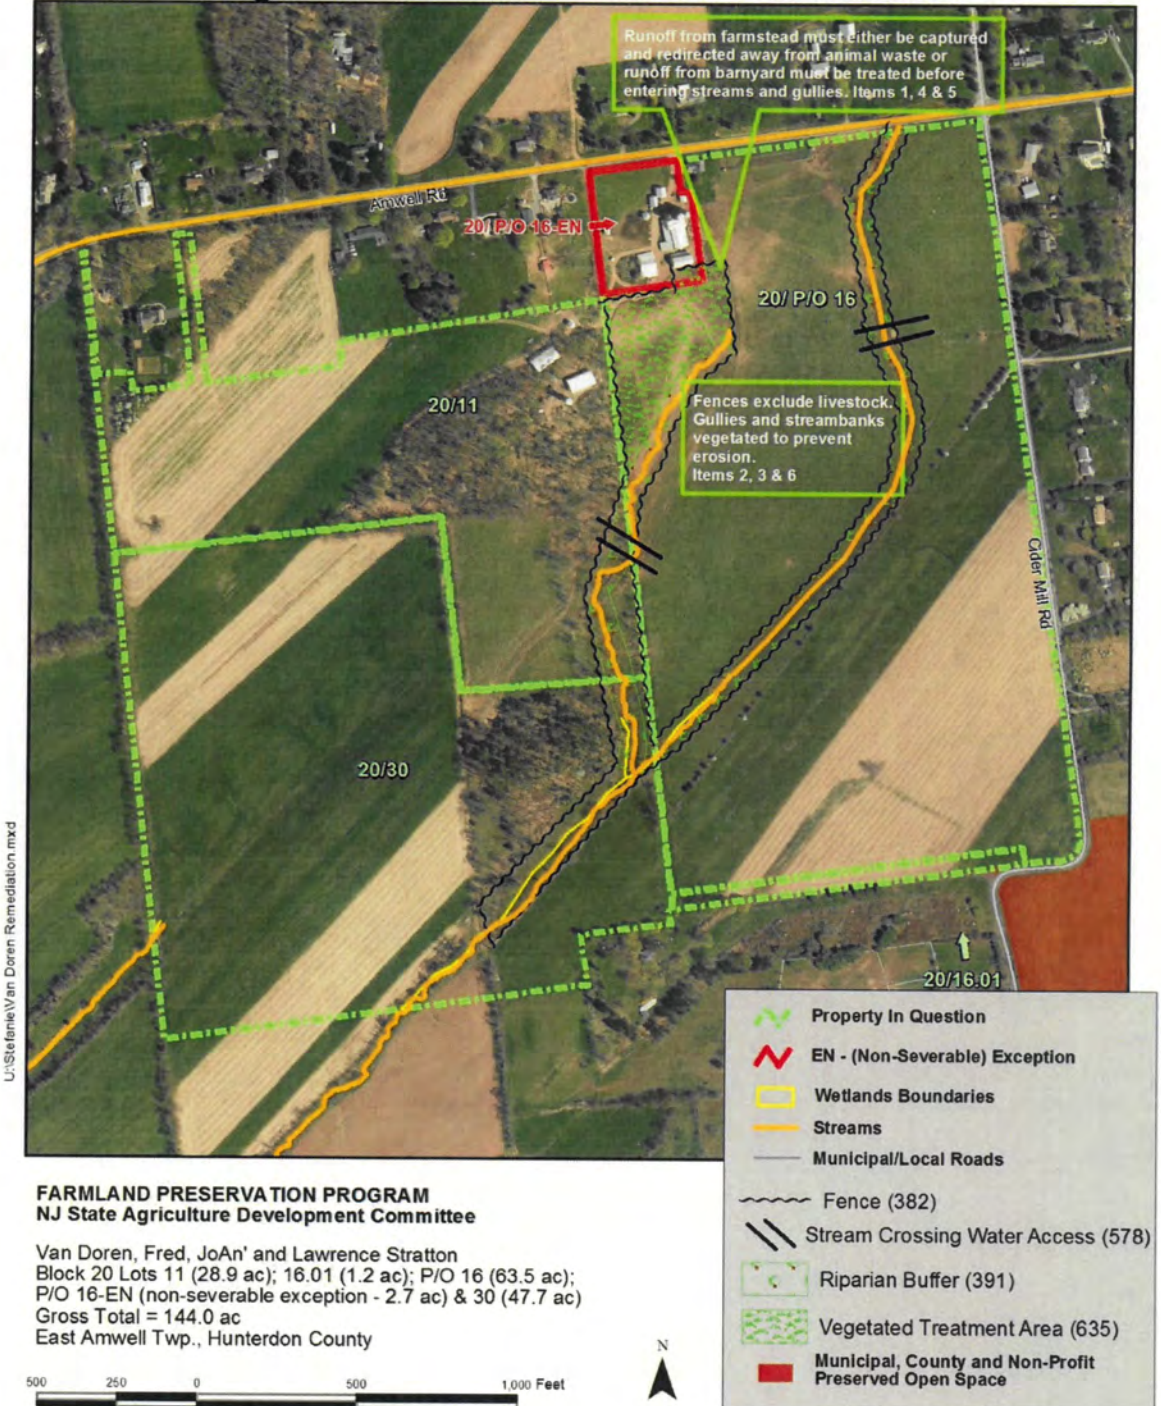 Runoff from farmstead must either be captured
and redirected away from animal waste or
runoff from barnyard must be treated before
entering streams and gullies. Items 1, 4 & 5
Amwell Rd
20/ P/O 16-EN
20/ P/O 16
20/11
Fences exclude livestock.
Gullies and streambanks
vegetated to prevent
erosion.
Items 2, 3 & 6
Cider Mill Rd
20/30
20/16.01
U:\Stefanie\Van Doren Remediation.mxd
Property In Question
EN - (Non-Severable) Exception
Wetlands Boundaries
Streams
Municipal/Local Roads
Fence (382)
Stream Crossing Water Access (578)
Riparian Buffer (391)
Vegetated Treatment Area (635)
Municipal, County and Non-Profit
Preserved Open Space
FARMLAND PRESERVATION PROGRAM
NJ State Agriculture Development Committee
Van Doren, Fred, JoAn' and Lawrence Stratton
Block 20 Lots 11 (28.9 ac); 16.01 (1.2 ac); P/O 16 (63.5 ac);
P/O 16-EN (non-severable exception - 2.7 ac) & 30 (47.7 ac)
Gross Total = 144.0 ac
East Amwell Twp., Hunterdon County
N
500 250 0 500 1,000 Feet